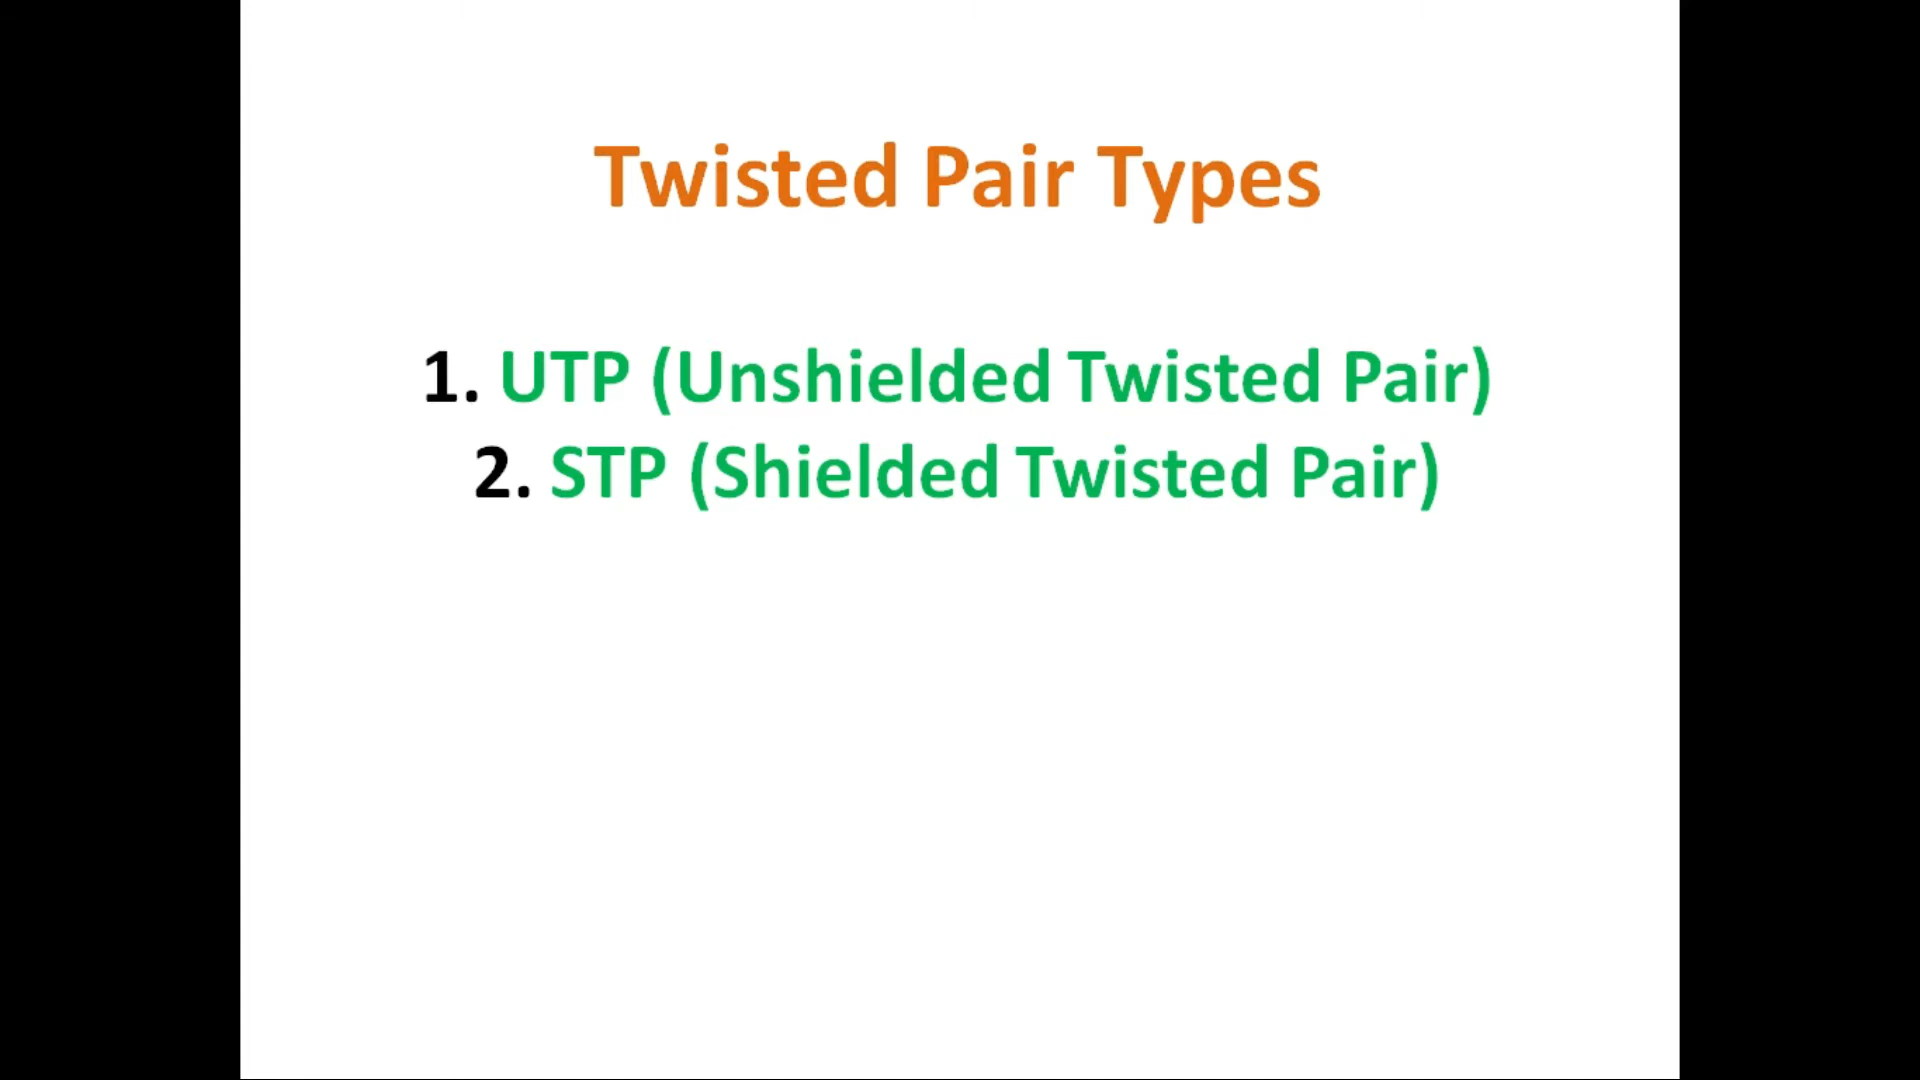 Twisted Pair Types
1. UTP (Unshielded Twisted Pair)
2. STP (Shielded Twisted Pair)